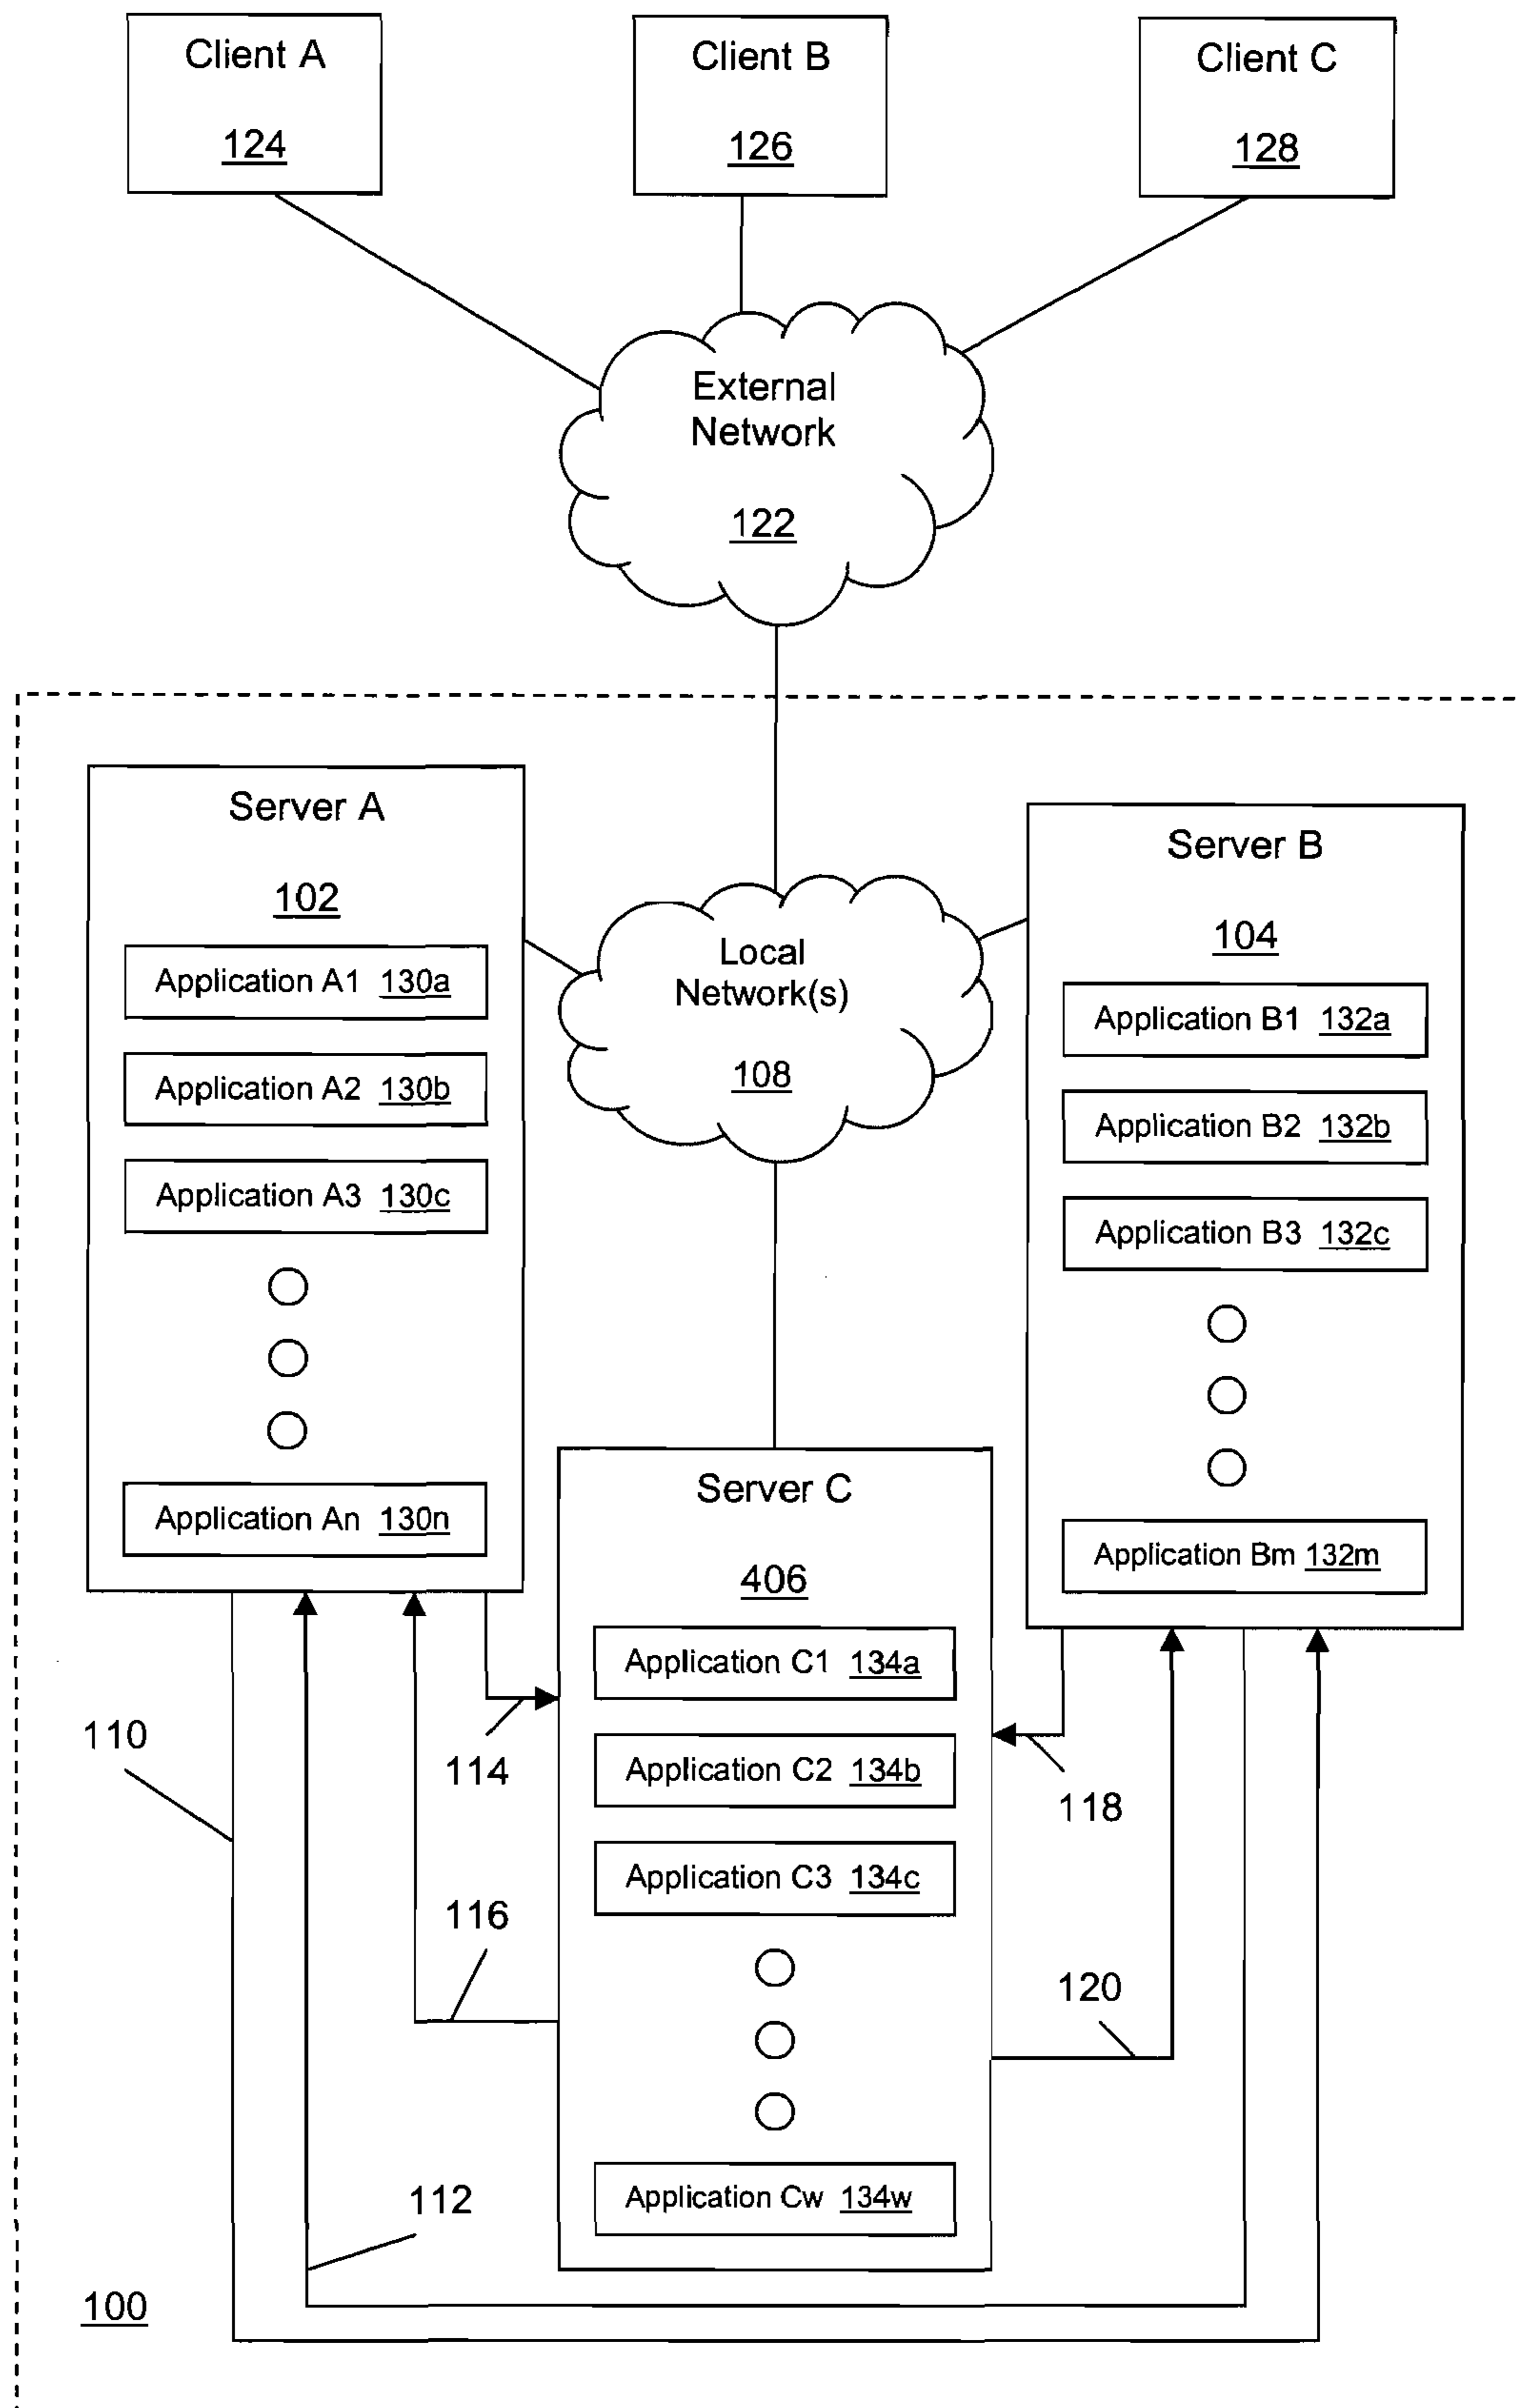 Client A
124
Client B
126
Client C
128
External
Network
122
Server A
102
Application A1 130a
Application A2 130b
Application A3 130c
Application An 130n
Local
Network(s)
108
Server B
104
Application B1 132a
Application B2 132b
Application B3 132c
Application Bm 132m
Server C
406
Application C1 134a
Application C2 134b
Application C3 134c
Application Cw 134w
110
114
118
116
120
112
100